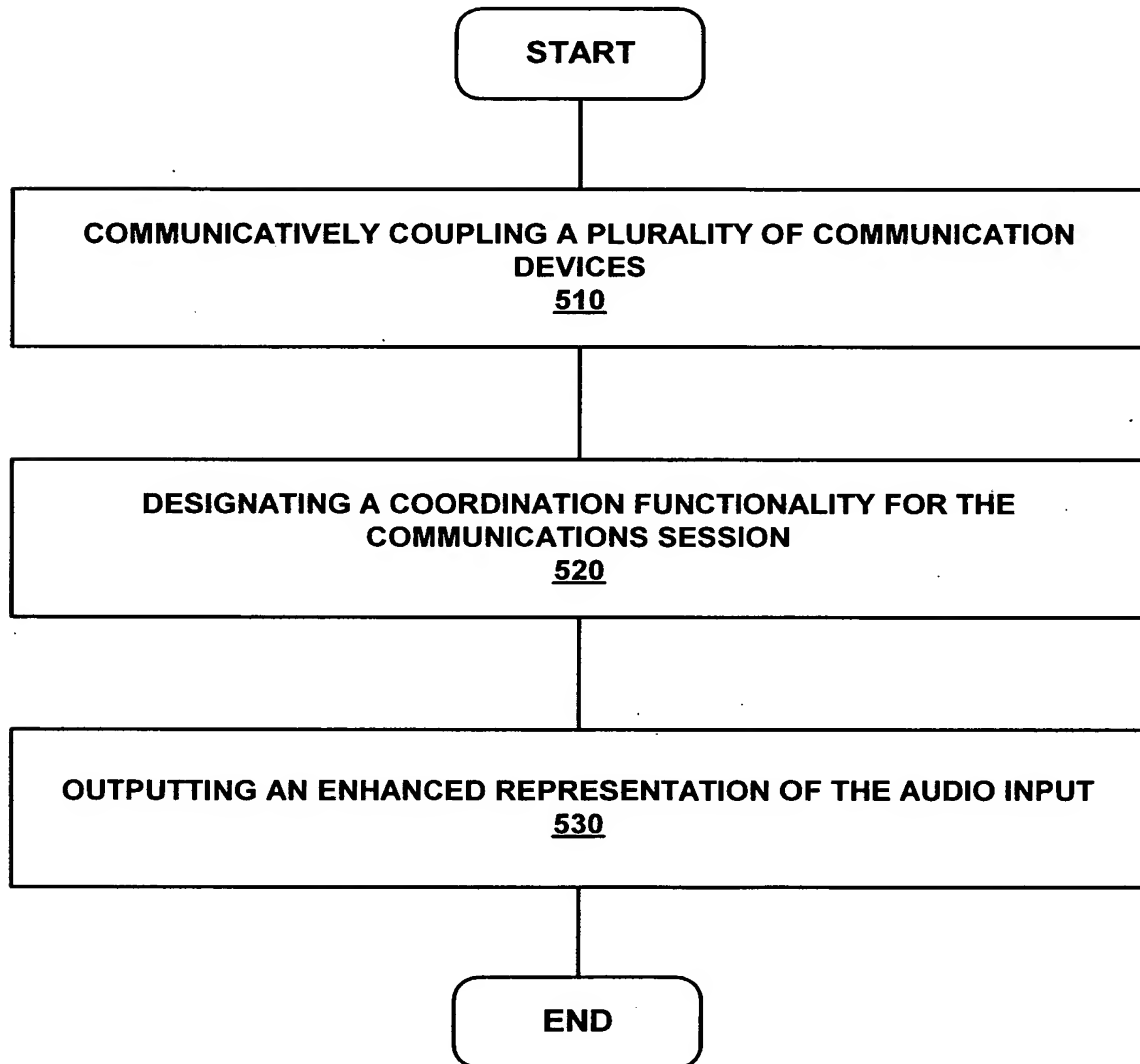 START
COMMUNICATIVELY COUPLING A PLURALITY OF COMMUNICATION
DEVICES
510
DESIGNATING A COORDINATION FUNCTIONALITY FOR THE
COMMUNICATIONS SESSION
520
OUTPUTTING AN ENHANCED REPRESENTATION OF THE AUDIO INPUT
530
END